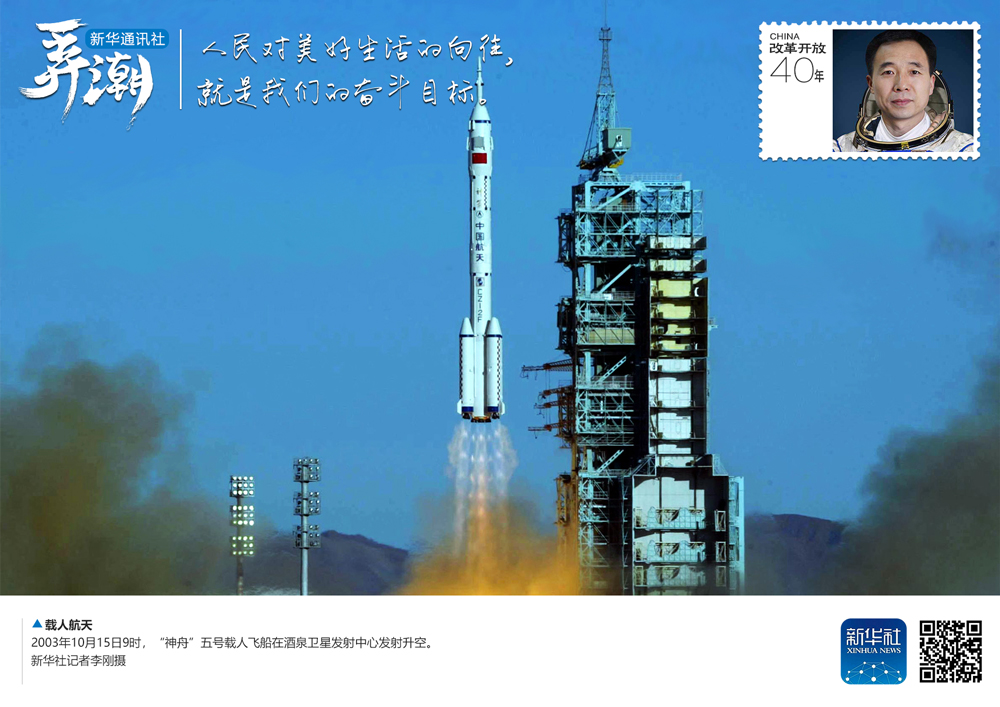 弄潮
新华通讯社
人民对美好生活的向往,
就是我们的奋斗目标。
CHINA
改革开放
40年
中国航天
CZ-2F
▲载人航天
2003年10月15日9时，“神舟”五号载人飞船在酒泉卫星发射中心发射升空。
新华社记者李刚摄
新华社
XINHUA NEWS